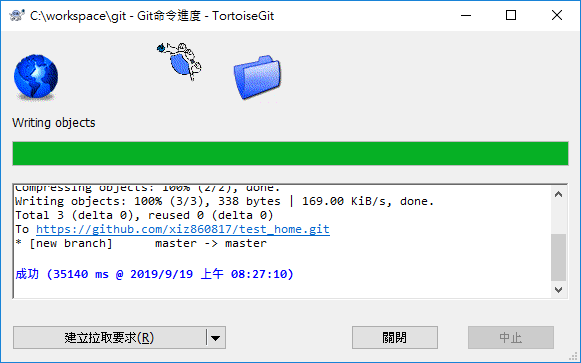 C:\workspace\git - Git命令進度 - TortoiseGit
Writing objects
Compressing objects: 100% (2/2), done.
Writing objects: 100% (3/3), 338 bytes | 169.00 KiB/s, done.
Total 3 (delta 0), reused 0 (delta 0)
To https://github.com/xiz860817/test_home.git
* [new branch]      master -> master
成功 (35140 ms @ 2019/9/19 上午 08:27:10)
建立拉取要求(R)
關閉
中止